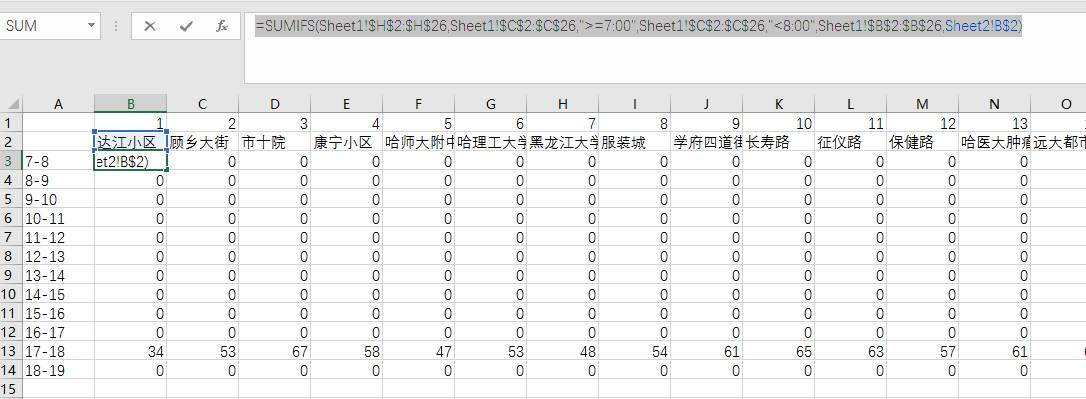 SUM fx =SUMIFS(Sheet1!$H$2:$H$26,Sheet1!$C$2:$C$26,">=7:00",Sheet1!$C$2:$C$26,"<8:00",Sheet1!$B$2:$B$26,Sheet2!B$2)
A B C D E F G H I J K L M N O
1 1 2 3 4 5 6 7 8 9 10 11 12 13
2 达江小区 顾乡大街 市十院 康宁小区 哈师大附中 哈理工大学 黑龙江大学 服装城 学府四道街 长寿路 征仪路 保健路 哈医大肿瘤 远大都市
3 7-8 et2!B$2) 0 0 0 0 0 0 0 0 0 0 0 0
4 8-9 0 0 0 0 0 0 0 0 0 0 0 0 0
5 9-10 0 0 0 0 0 0 0 0 0 0 0 0 0
6 10-11 0 0 0 0 0 0 0 0 0 0 0 0 0
7 11-12 0 0 0 0 0 0 0 0 0 0 0 0 0
8 12-13 0 0 0 0 0 0 0 0 0 0 0 0 0
9 13-14 0 0 0 0 0 0 0 0 0 0 0 0 0
10 14-15 0 0 0 0 0 0 0 0 0 0 0 0 0
11 15-16 0 0 0 0 0 0 0 0 0 0 0 0 0
12 16-17 0 0 0 0 0 0 0 0 0 0 0 0 0
13 17-18 34 53 67 58 47 53 48 54 61 65 63 57 61
14 18-19 0 0 0 0 0 0 0 0 0 0 0 0 0
15